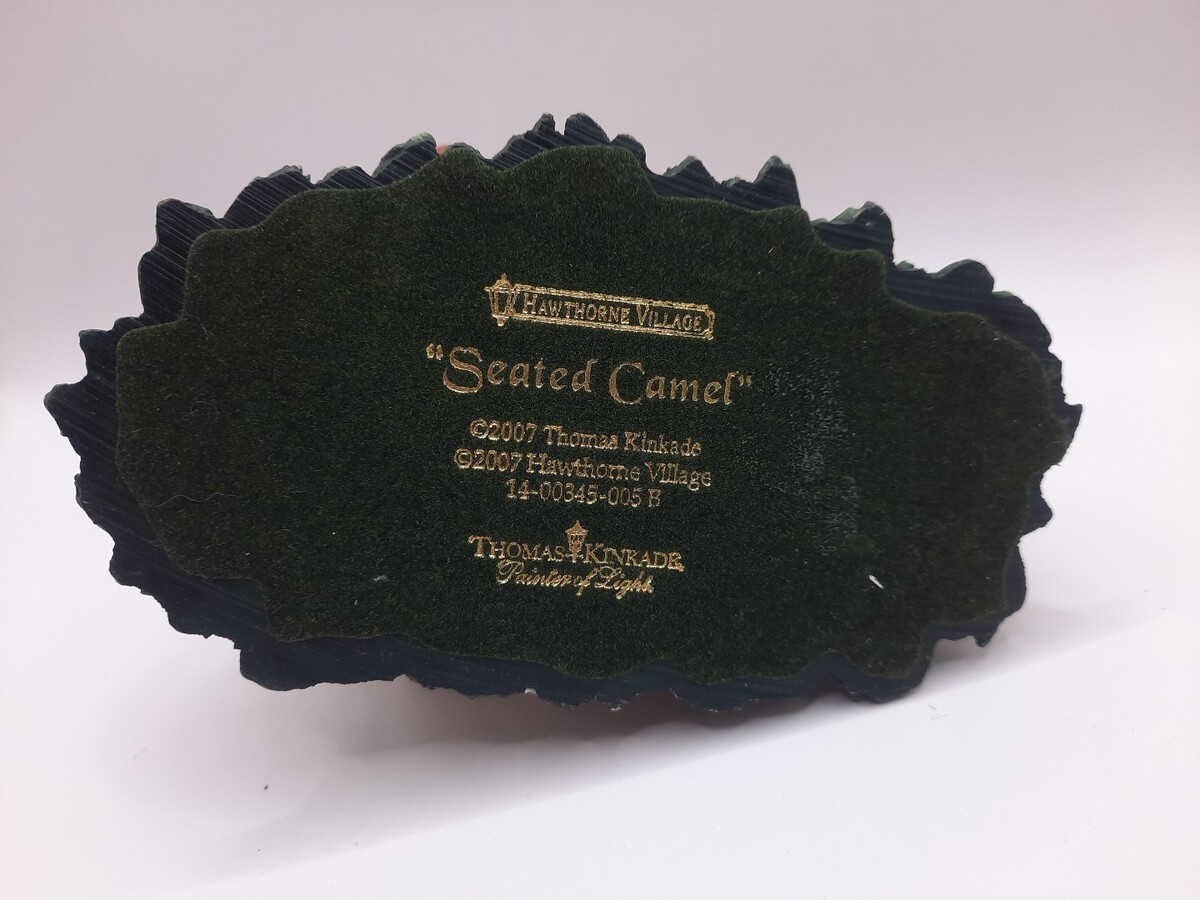 HAWTHORNE VILLAGE
"Seated Camel"
©2007 Thomas Kinkade
©2007 Hawthorne Village
14-00345-005 B
THOMAS KINKADE
Painter of Light